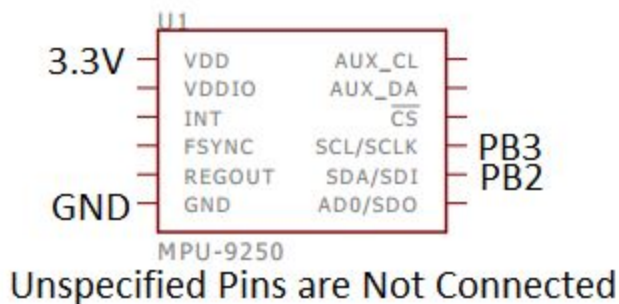 U1
3.3V VDD AUX_CL
VDDIO AUX_DA
INT CS
FSYNC SCL/SCLK PB3
REGOUT SDA/SDI PB2
GND GND AD0/SDO
MPU-9250
Unspecified Pins are Not Connected